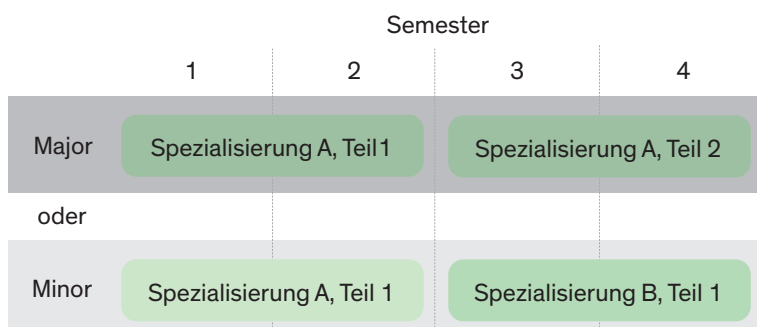 Semester
1 2 3 4
Major Spezialisierung A, Teil 1 Spezialisierung A, Teil 2
oder
Minor Spezialisierung A, Teil 1 Spezialisierung B, Teil 1